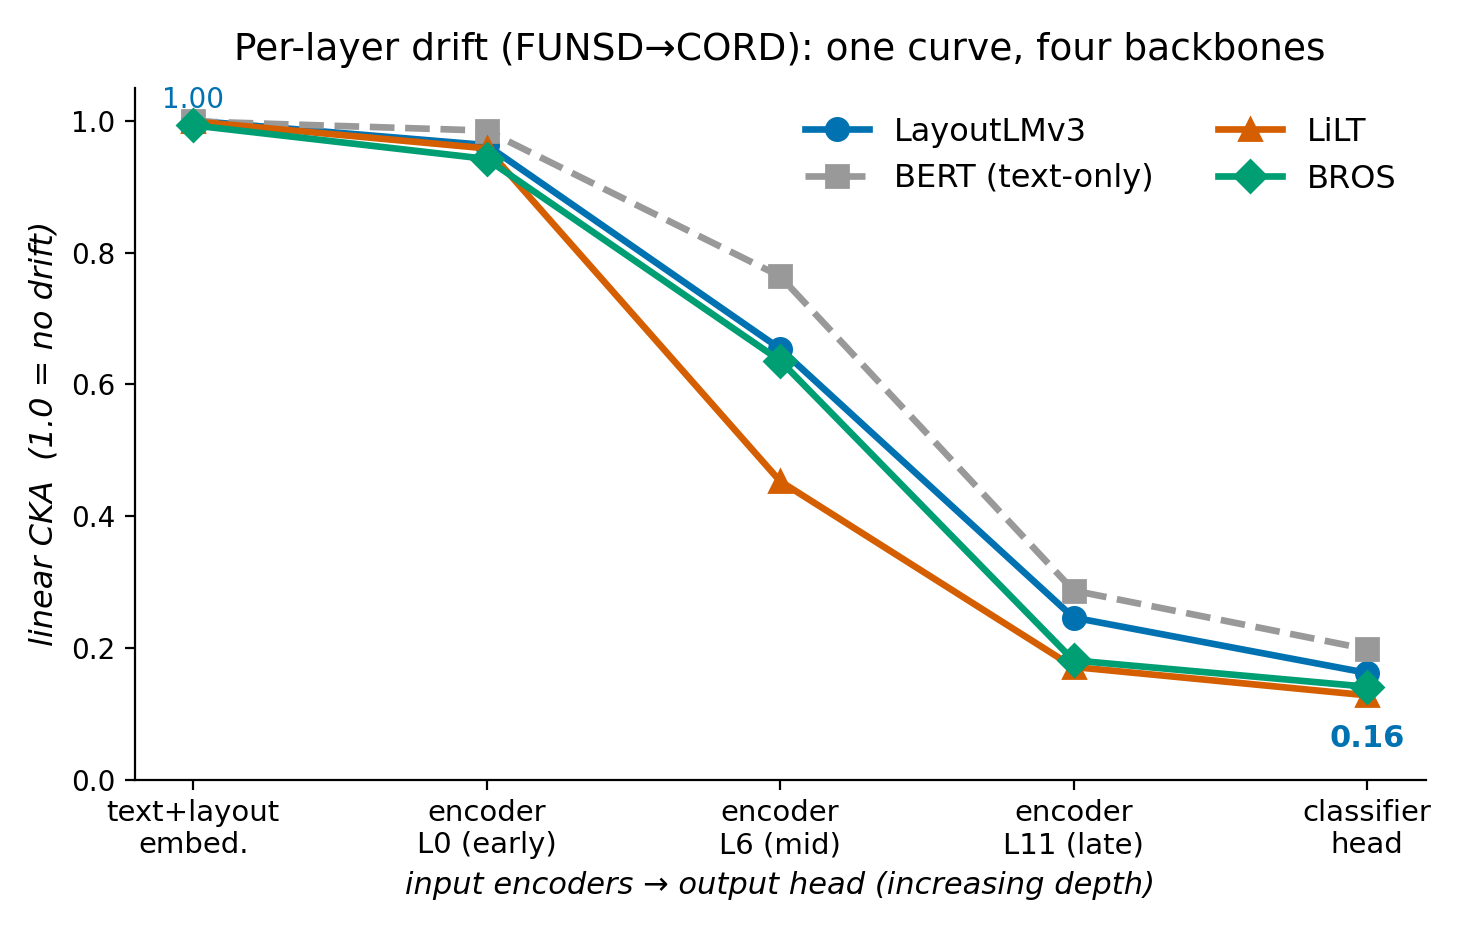 Per-layer drift (FUNSD→CORD): one curve, four backbones
1.00
LayoutLMv3
BERT (text-only)
LiLT
BROS
linear CKA  (1.0 = no drift)
1.0
0.8
0.6
0.4
0.2
0.0
0.16
text+layout
embed.
encoder
L0 (early)
encoder
L6 (mid)
encoder
L11 (late)
classifier
head
input encoders → output head (increasing depth)